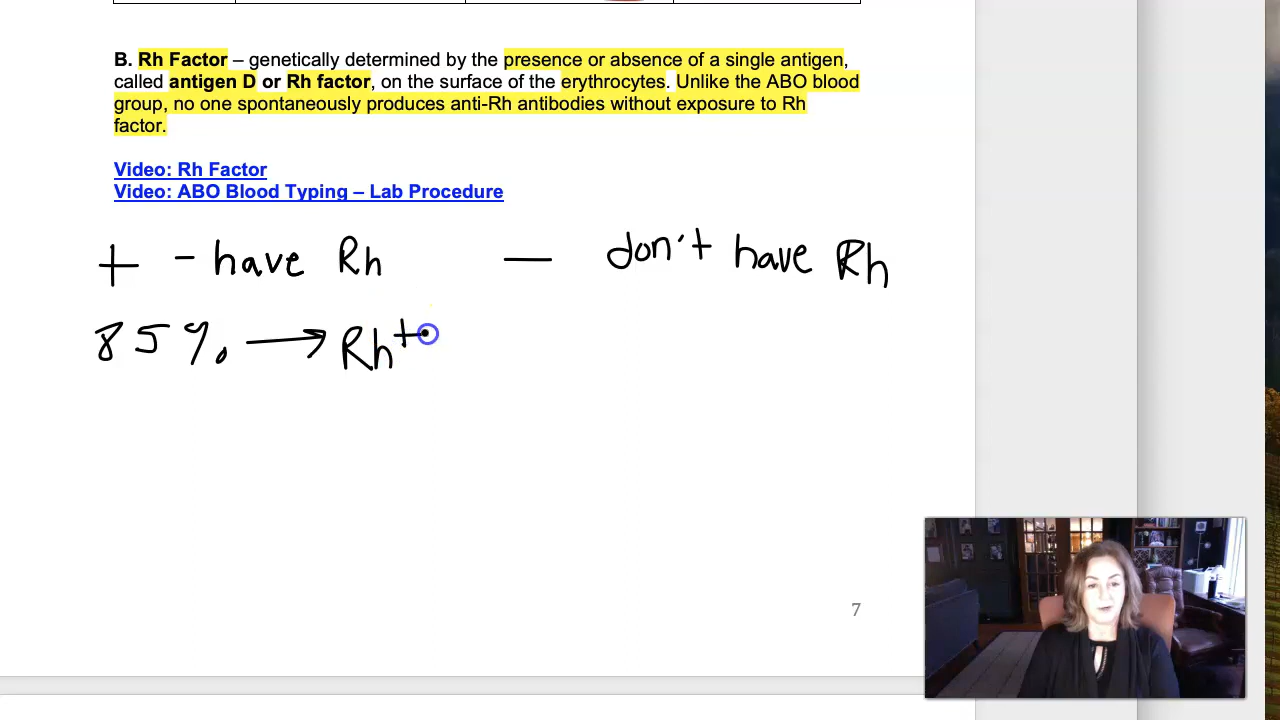 B. Rh Factor – genetically determined by the presence or absence of a single antigen,
called antigen D or Rh factor, on the surface of the erythrocytes. Unlike the ABO blood
group, no one spontaneously produces anti-Rh antibodies without exposure to Rh
factor.
Video: Rh Factor
Video: ABO Blood Typing – Lab Procedure
+ - have Rh — don't have Rh
85% → Rh+
7